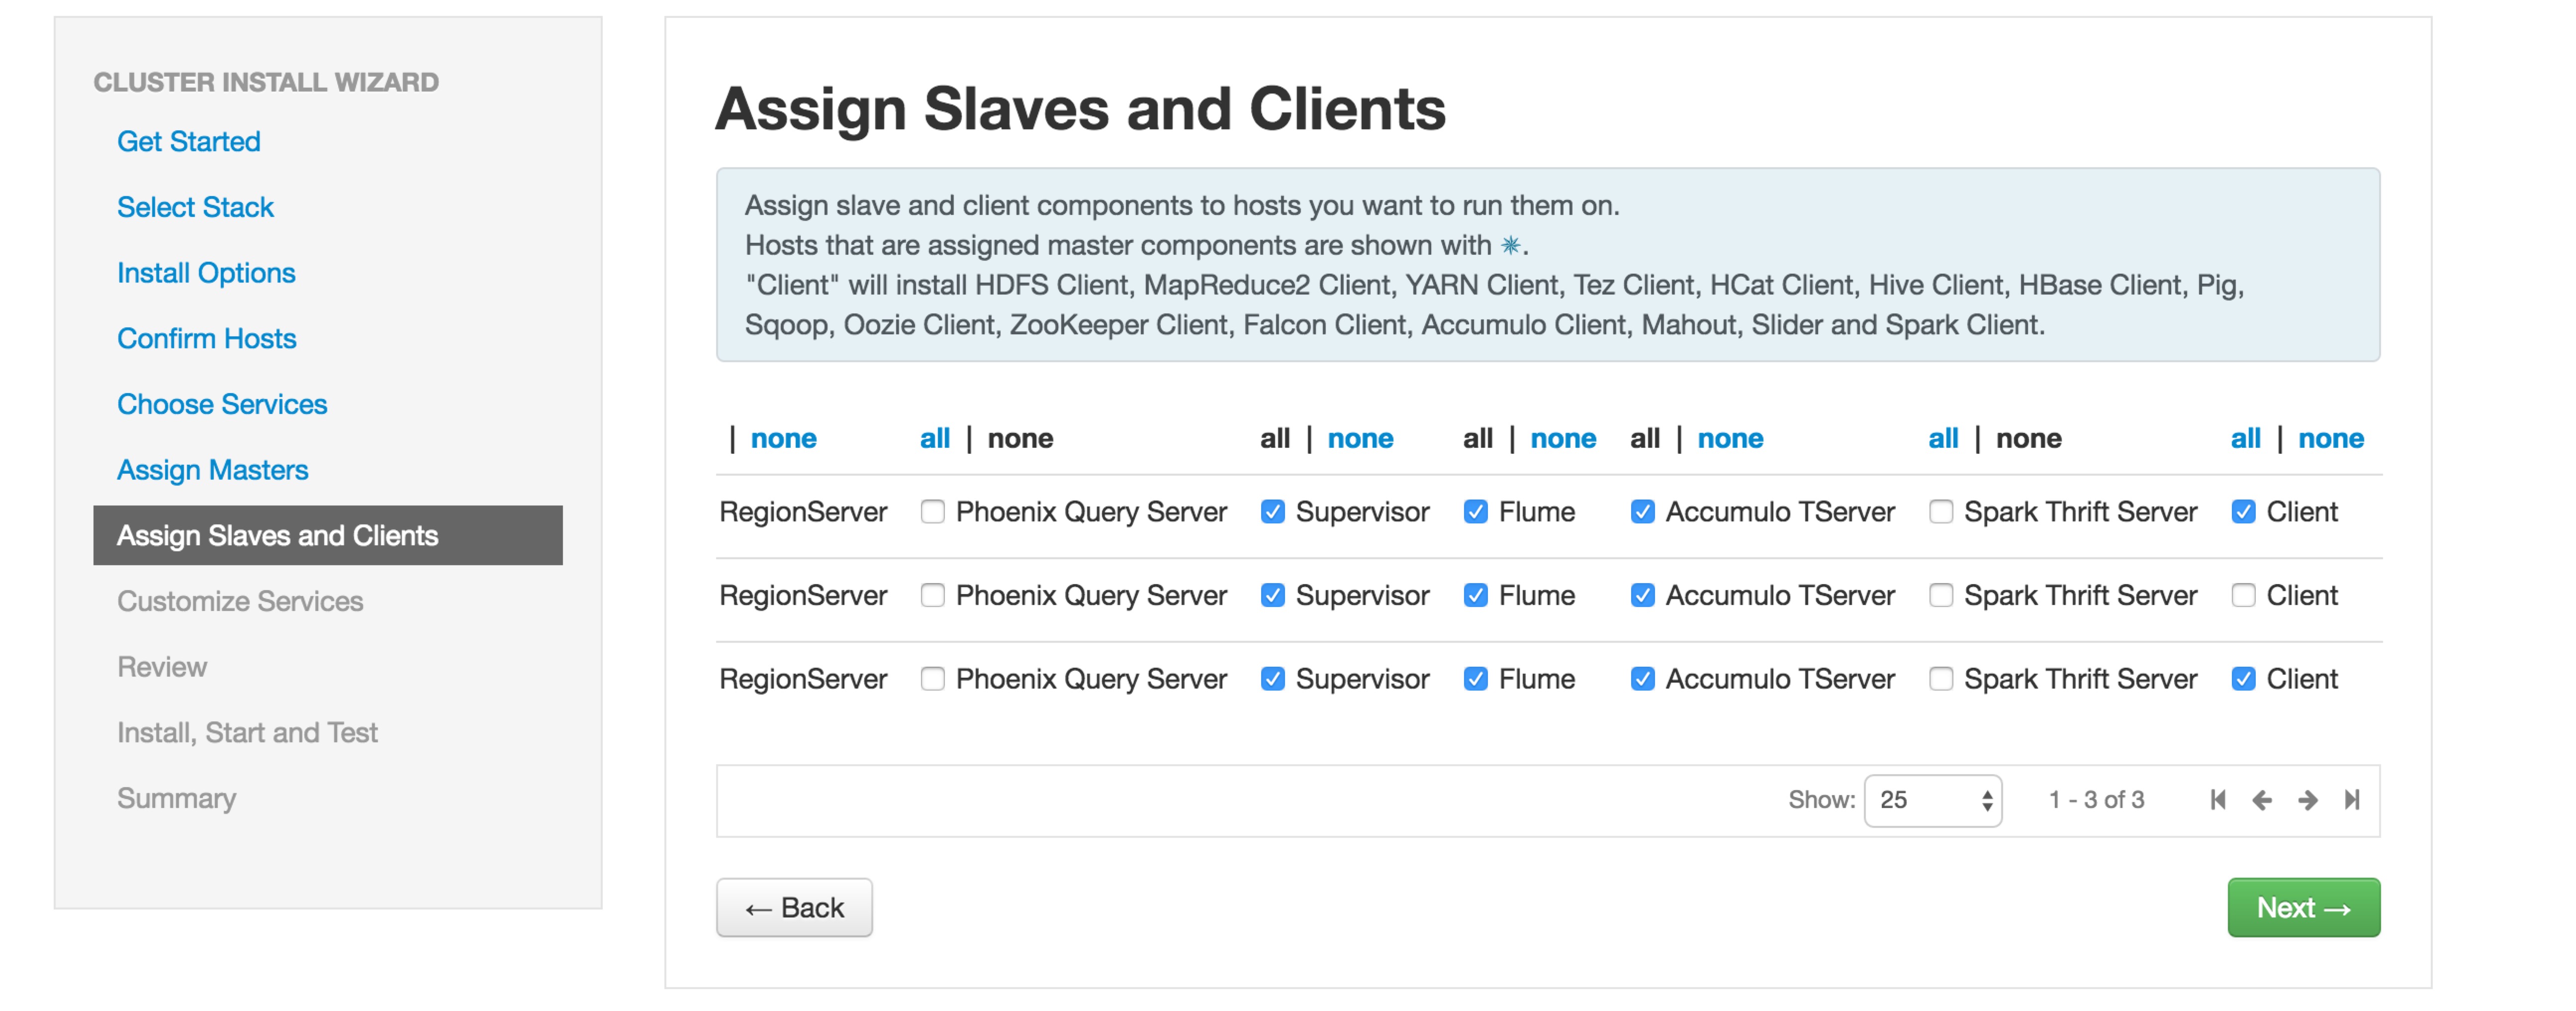 CLUSTER INSTALL WIZARD
Get Started
Select Stack
Install Options
Confirm Hosts
Choose Services
Assign Masters
Assign Slaves and Clients
Customize Services
Review
Install, Start and Test
Summary
Assign Slaves and Clients
Assign slave and client components to hosts you want to run them on.
Hosts that are assigned master components are shown with ✳.
"Client" will install HDFS Client, MapReduce2 Client, YARN Client, Tez Client, HCat Client, Hive Client, HBase Client, Pig,
Sqoop, Oozie Client, ZooKeeper Client, Falcon Client, Accumulo Client, Mahout, Slider and Spark Client.
| none all | none all | none all | none all | none all | none all | none
RegionServer Phoenix Query Server Supervisor Flume Accumulo TServer Spark Thrift Server Client
RegionServer Phoenix Query Server Supervisor Flume Accumulo TServer Spark Thrift Server Client
RegionServer Phoenix Query Server Supervisor Flume Accumulo TServer Spark Thrift Server Client
Show: 25 1 - 3 of 3
← Back
Next →